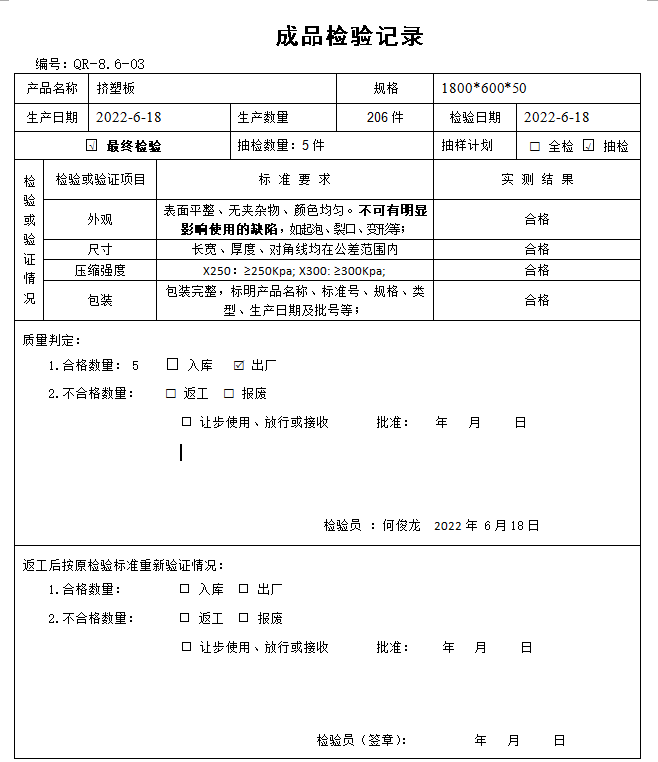 成品检验记录
编号：QR-8.6-03
产品名称 挤塑板 规格 1800*600*50
生产日期 2022-6-18 生产数量 206 件 检验日期 2022-6-18
☑ 最终检验 抽检数量：5 件 抽样计划 □ 全检 ☑ 抽检
检验或验证情况
检验或验证项目 标 准 要 求 实 测 结 果
外观 表面平整、无夹杂物、颜色均匀。不可有明显
影响使用的缺陷，如起泡、裂口、变形等； 合格
尺寸 长宽、厚度、对角线均在公差范围内 合格
压缩强度 X250：≥250Kpa; X300: ≥300Kpa; 合格
包装 包装完整，标明产品名称、标准号、规格、类
型、生产日期及批号等； 合格
质量判定：
1.合格数量： 5 □ 入库 ☑ 出厂
2.不合格数量： □ 返工 □ 报废
□ 让步使用、放行或接收 批准： 年 月 日
检验员 ：何俊龙 2022 年 6 月 18 日
返工后按原检验标准重新验证情况：
1.合格数量： □ 入库 □ 出厂
2.不合格数量： □ 返工 □ 报废
□ 让步使用、放行或接收 批准： 年 月 日
检验员（签章）： 年 月 日